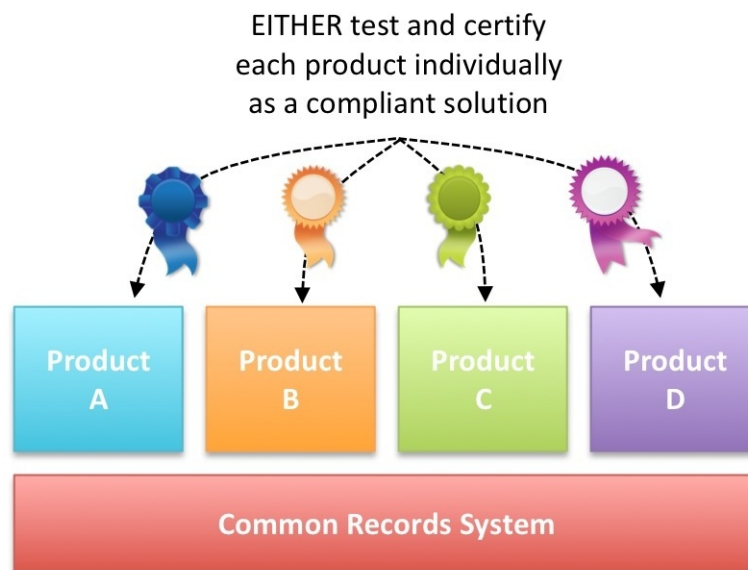 EITHER test and certify
each product individually
as a compliant solution
Product
A
Product
B
Product
C
Product
D
Common Records System